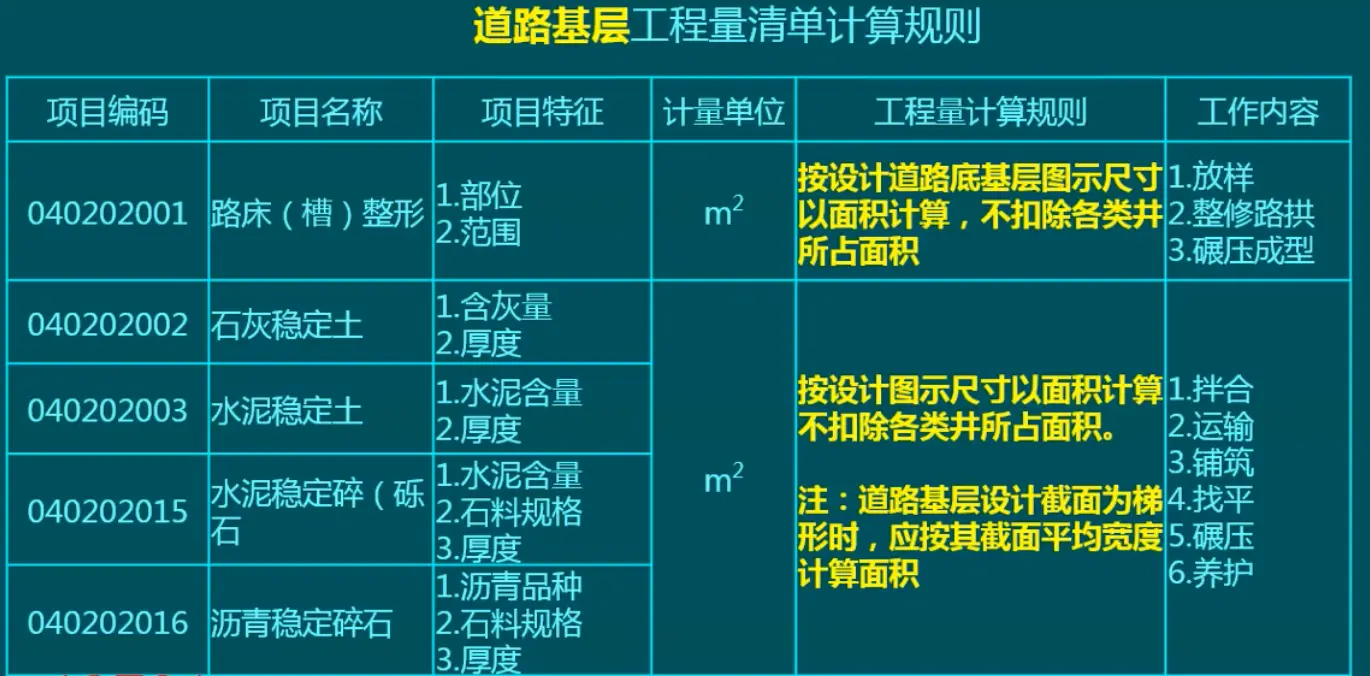 道路基层工程量清单计算规则
项目编码 项目名称 项目特征 计量单位 工程量计算规则 工作内容
040202001 路床（槽）整形 1.部位
2.范围
m²
按设计道路底基层图示尺寸
以面积计算，不扣除各类井
所占面积
1.放样
2.整修路拱
3.碾压成型
040202002 石灰稳定土 1.含灰量
2.厚度
040202003 水泥稳定土 1.水泥含量
2.厚度
040202015 水泥稳定碎（砾
石
1.水泥含量
2.石料规格
3.厚度
040202016 沥青稳定碎石 1.沥青品种
2.石料规格
3.厚度
m²
按设计图示尺寸以面积计算
不扣除各类井所占面积。
注：道路基层设计截面为梯
形时，应按其截面平均宽度
计算面积
1.拌合
2.运输
3.铺筑
4.找平
5.碾压
6.养护